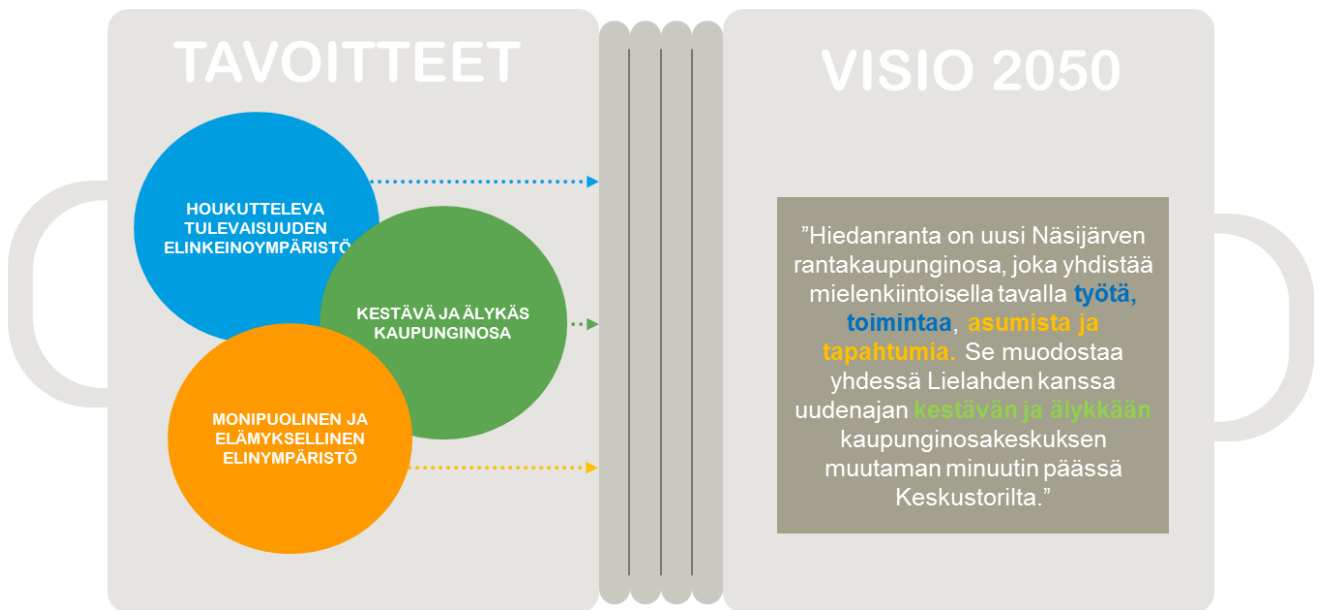 TAVOITTEET
HOUKUTTELEVA
TULEVAISUUDEN
ELINKEINOYMPÄRISTÖ
KESTÄVÄ JA ÄLYKÄS
KAUPUNGINOSA
MONIPUOLINEN JA
ELÄMYKSELLINEN
ELINYMPÄRISTÖ
VISIO 2050
”Hiedanranta on uusi Näsijärven
rantakaupunginosa, joka yhdistää
mielenkiintoisella tavalla työtä,
toimintaa, asumista ja
tapahtumia. Se muodostaa
yhdessä Lielahden kanssa
uudenajan kestävän ja älykkään
kaupunginosakeskuksen
muutaman minuutin päässä
Keskustorilta.”